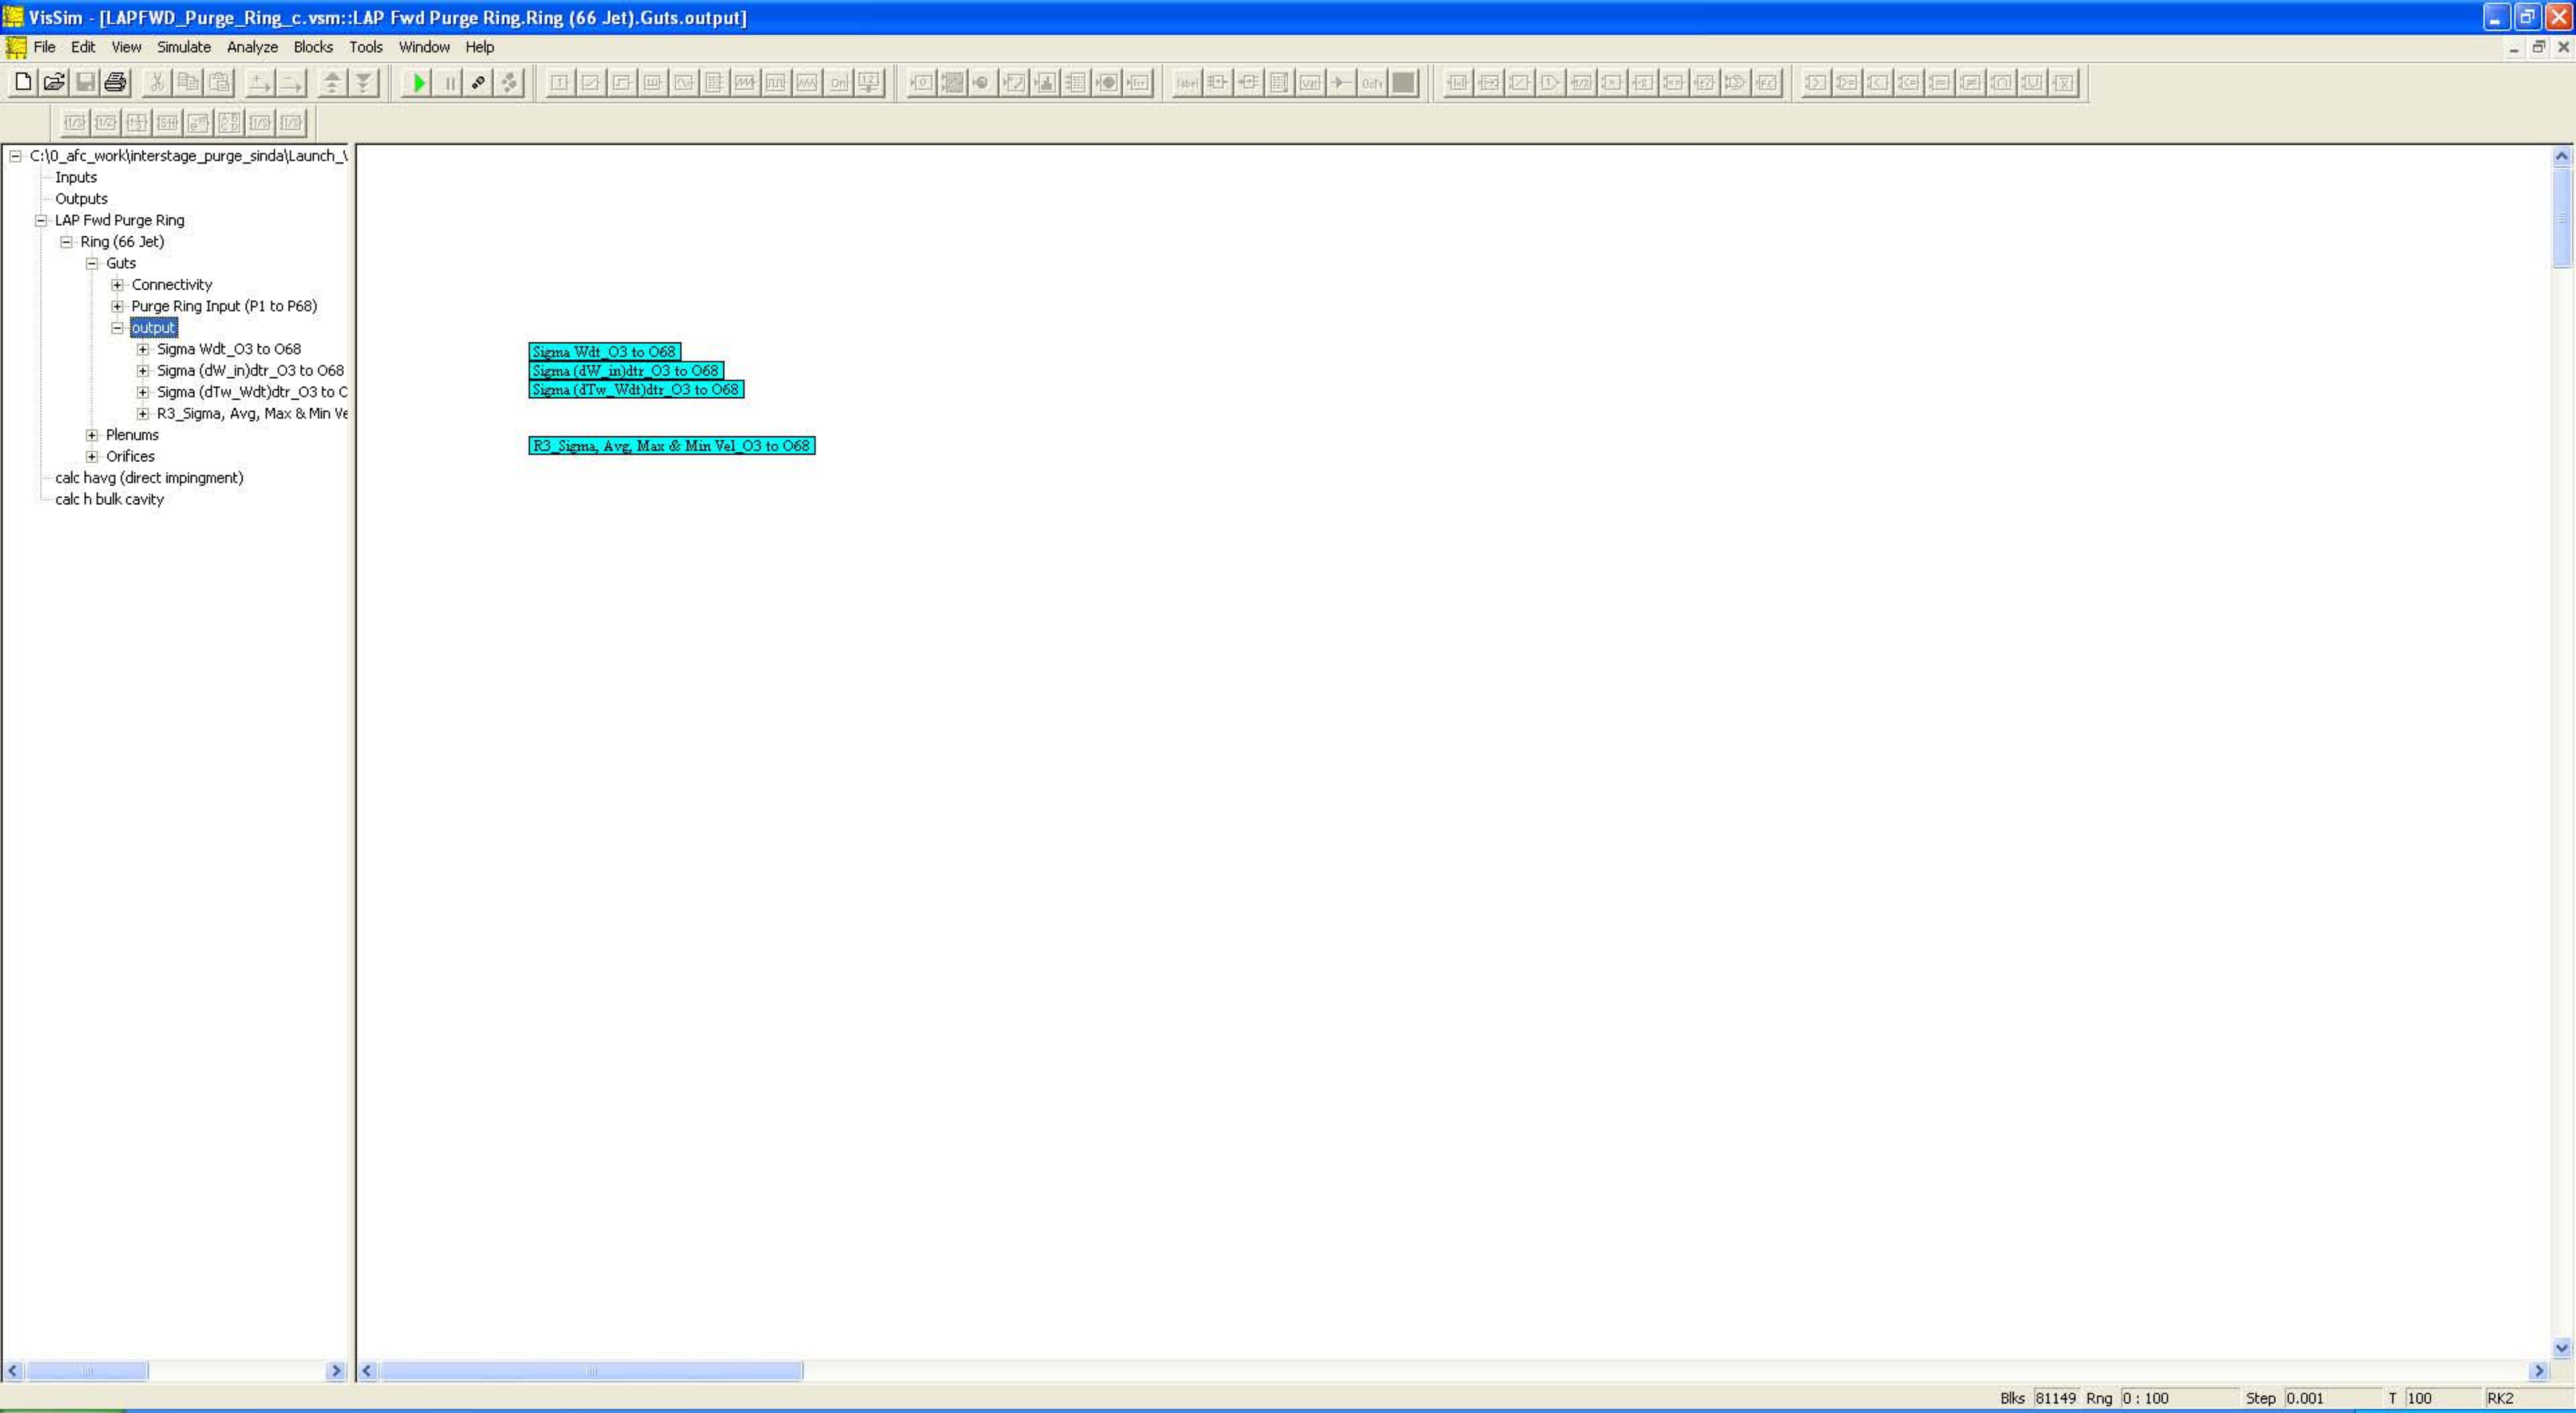 VisSim - [LAPFWD_Purge_Ring_c.vsm::LAP Fwd Purge Ring.Ring (66 Jet).Guts.output]
File Edit View Simulate Analyze Blocks Tools Window Help
C:\0_afc_work\interstage_purge_sinda\Launch_\
Inputs
Outputs
LAP Fwd Purge Ring
Ring (66 Jet)
Guts
Connectivity
Purge Ring Input (P1 to P68)
output
Sigma Wdt_O3 to O68
Sigma (dW_in)dtr_O3 to O68
Sigma (dTw_Wdt)dtr_O3 to O
R3_Sigma, Avg, Max & Min Ve
Plenums
Orifices
calc havg (direct impingment)
calc h bulk cavity
Sigma Wdt_O3 to O68
Sigma (dW_in)dtr_O3 to O68
Sigma (dTw_Wdt)dtr_O3 to O68
R3_Sigma, Avg, Max & Min Vel_O3 to O68
Blks 81149 Rng 0 : 100 Step 0.001 T 100 RK2